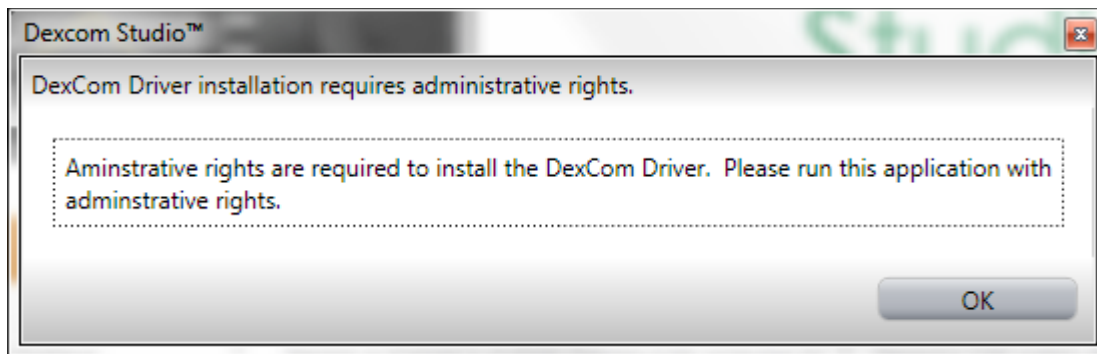 Studi
Dexcom Studio™
DexCom Driver installation requires administrative rights.
Aminstrative rights are required to install the DexCom Driver.  Please run this application with
adminstrative rights.
OK